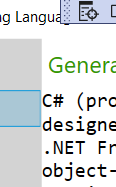 ng Langua
Genera
C# (pro
designe
.NET Fr
object-